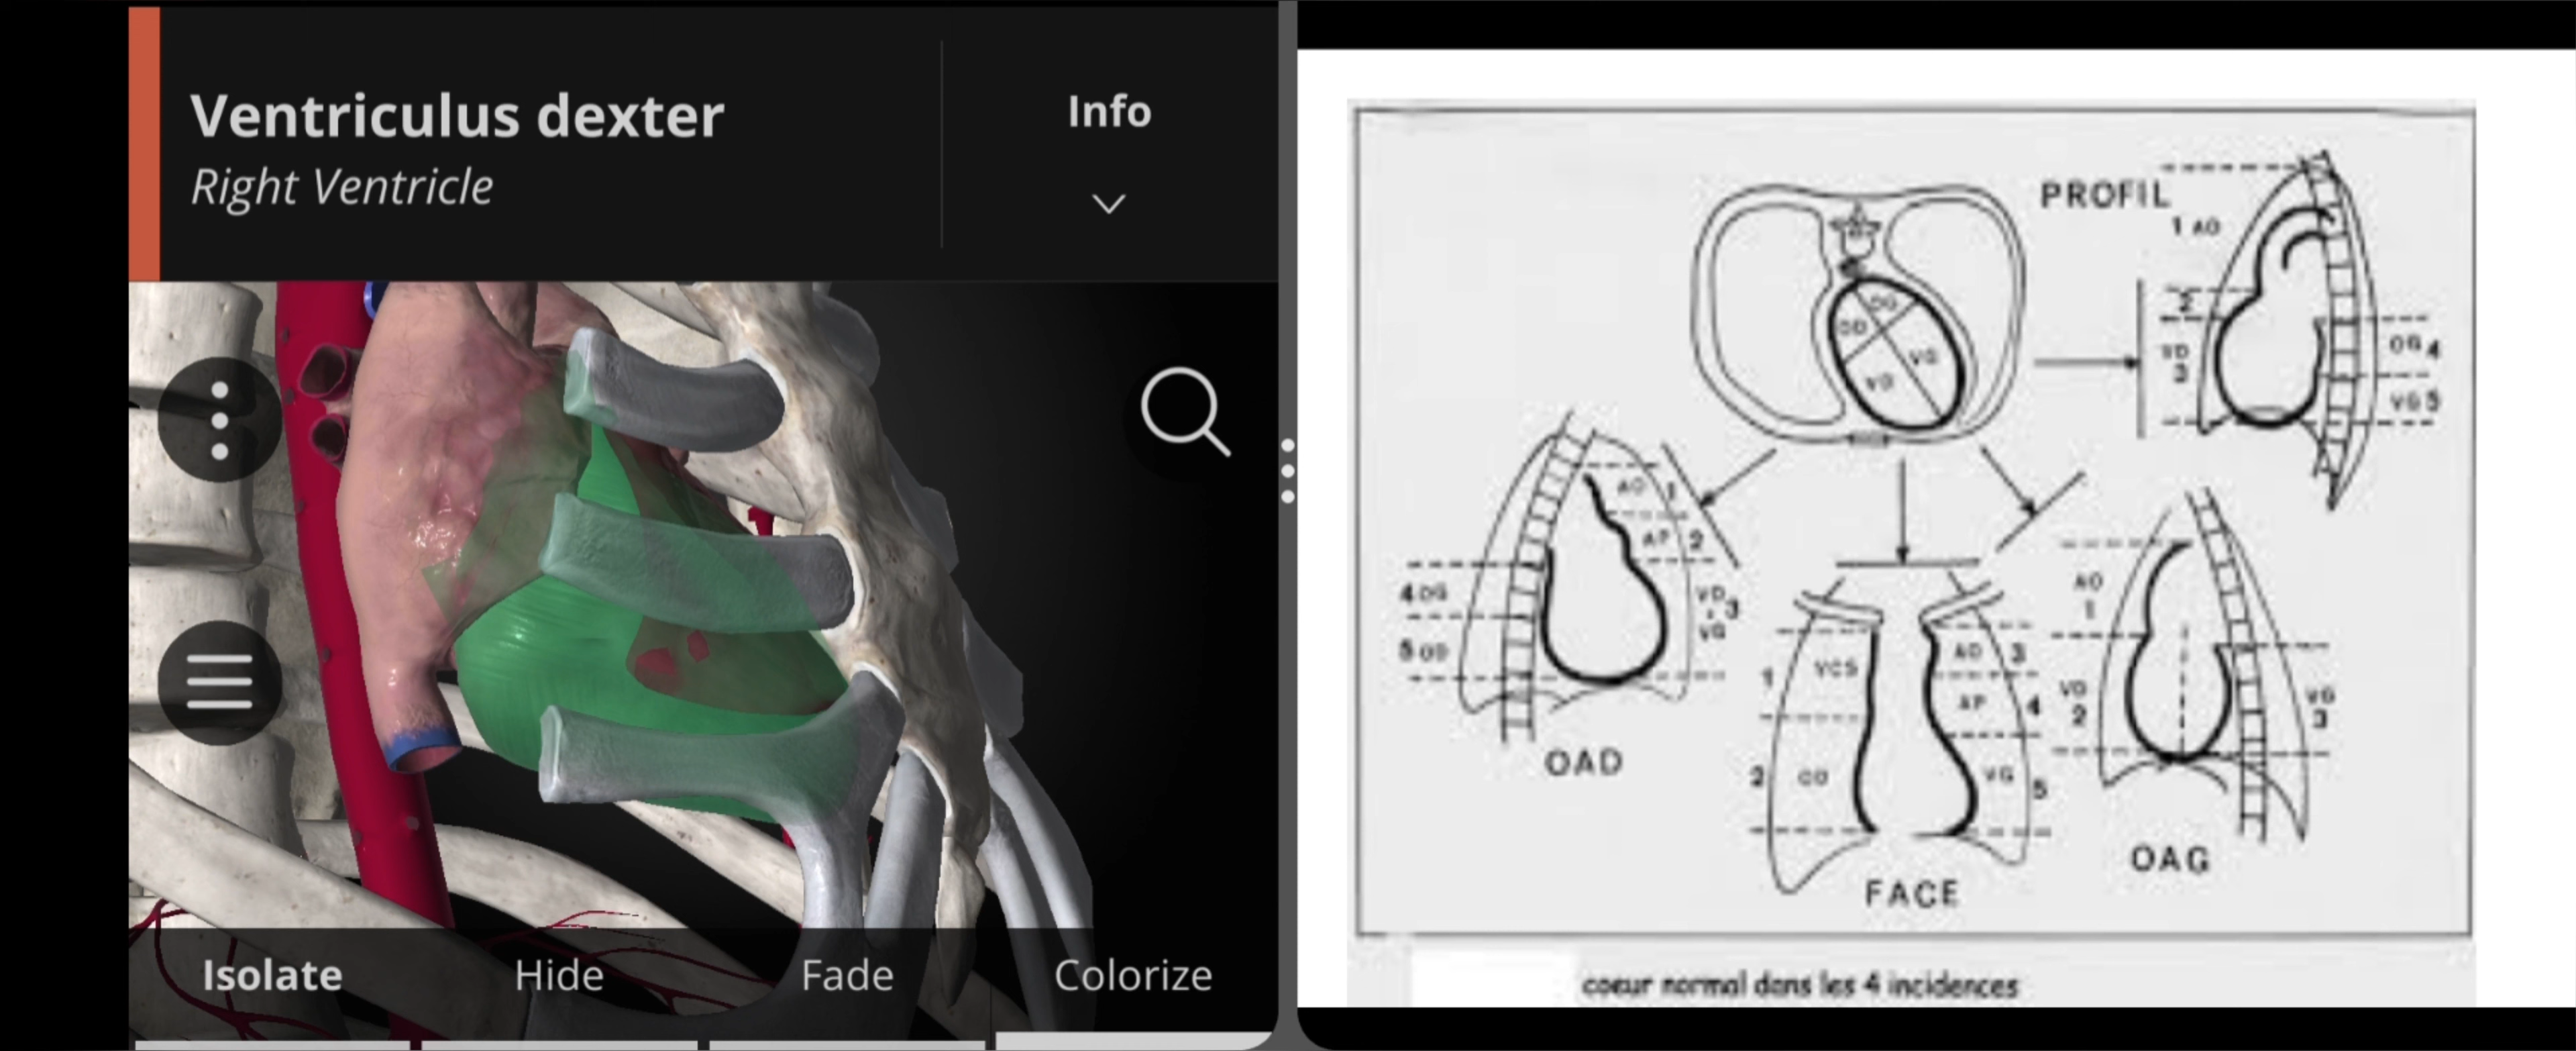 Ventriculus dexter
Right Ventricle
Info
Isolate
Hide
Fade
Colorize
PROFIL
1 AO
2
VD
3
OG 4
VG 5
OG
OD
VG
VD
AO 1
AP 2
4 OG
VD
3
VG
5 OD
OAD
VCS
1
AO 3
AP 4
2
OD
VG 5
FACE
AO
1
VD
2
VG
3
OAG
coeur normal dans les 4 incidences